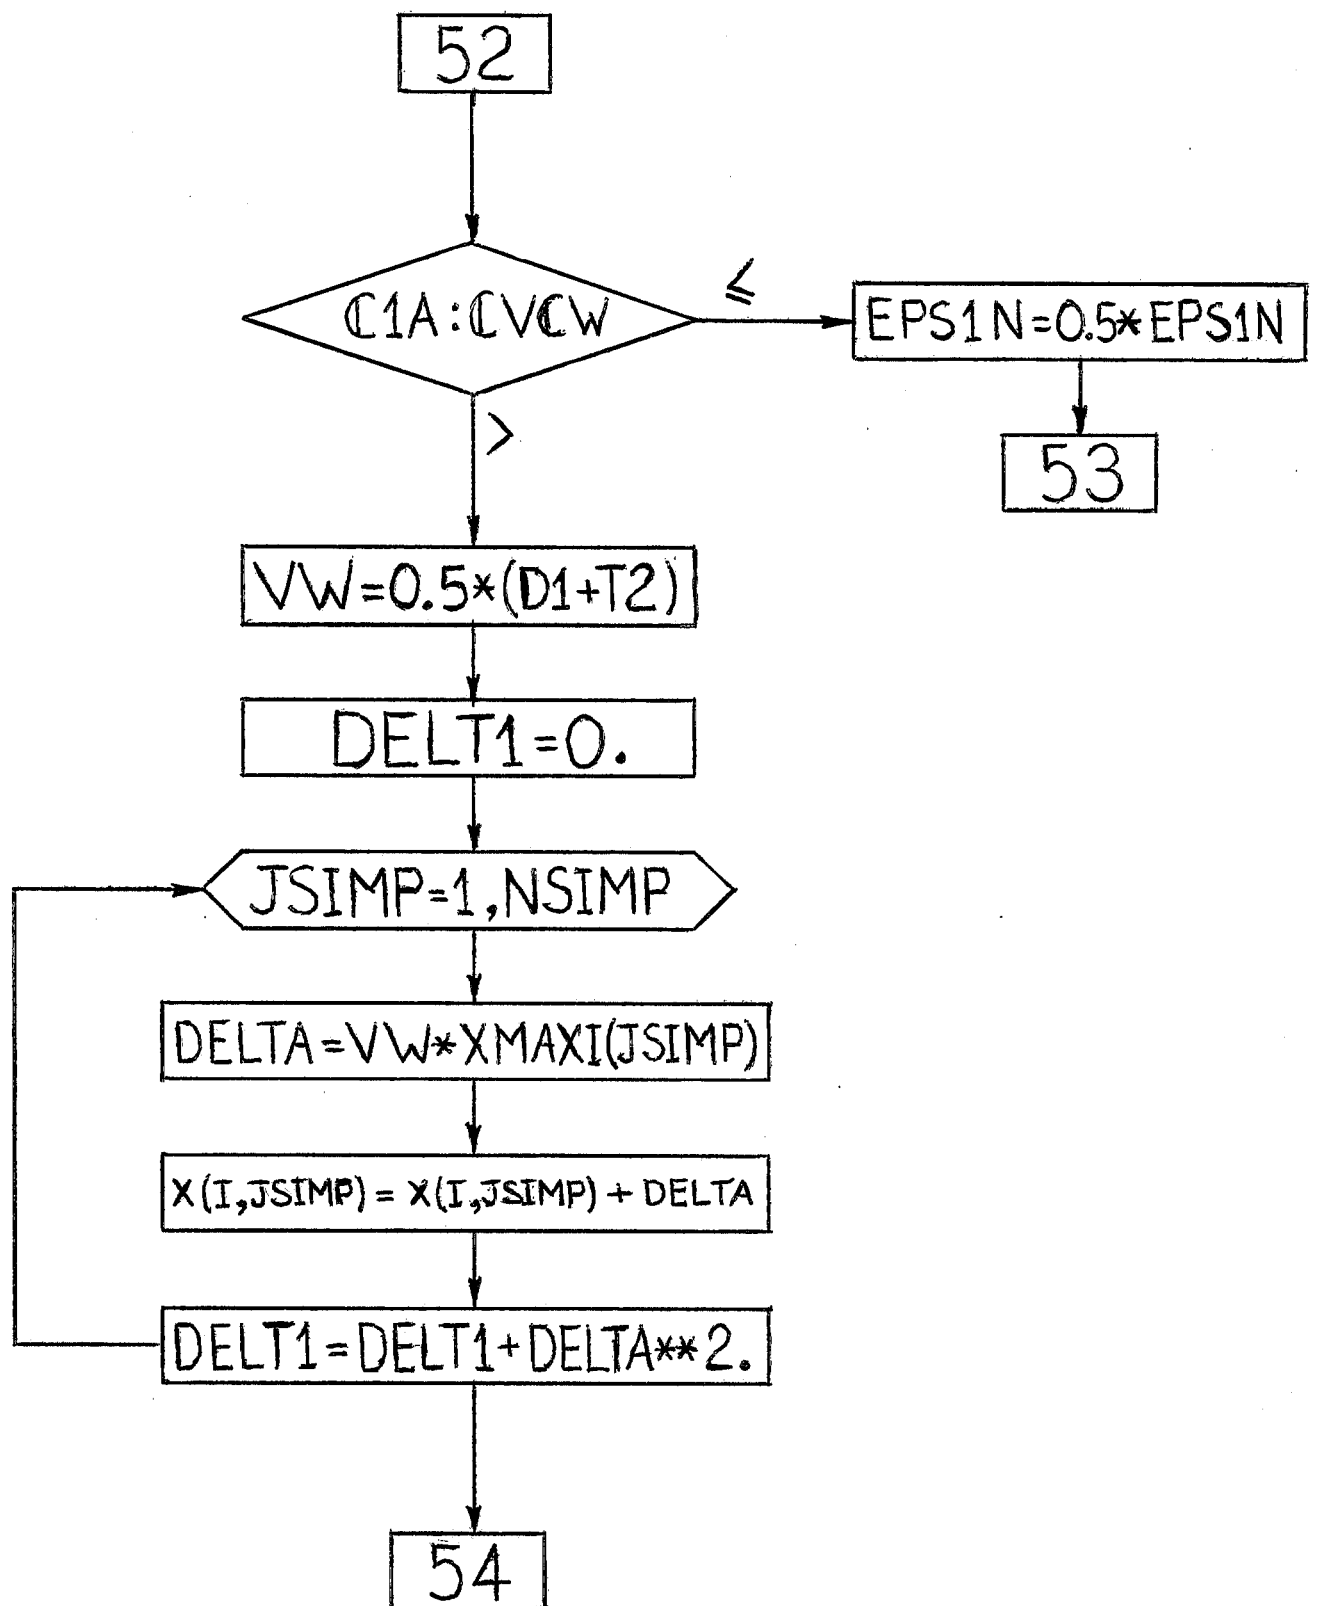 52
C1A:CVCW
≤
EPS1N=0.5*EPS1N
>
53
VW=0.5*(D1+T2)
DELT1=0.
JSIMP=1,NSIMP
DELTA=VW*XMAXI(JSIMP)
X(I,JSIMP) = X(I,JSIMP) + DELTA
DELT1=DELT1+DELTA**2.
54